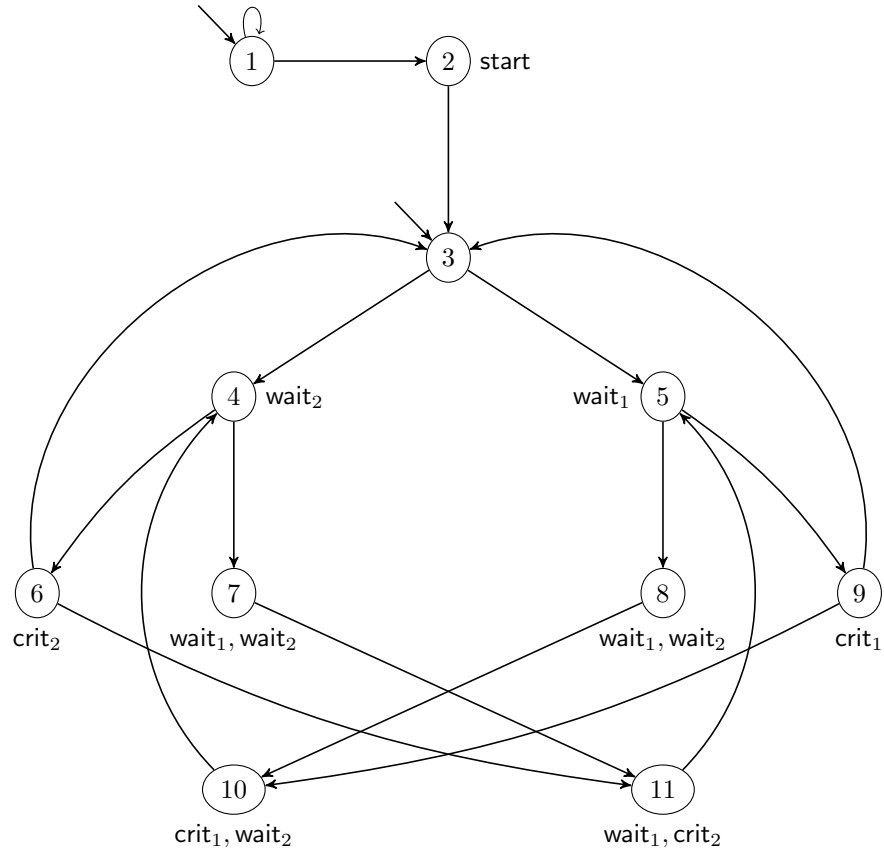 1 2 start
3
4 wait₂ wait₁ 5
6 7 8 9
crit₂ wait₁, wait₂ wait₁, wait₂ crit₁
10 11
crit₁, wait₂ wait₁, crit₂